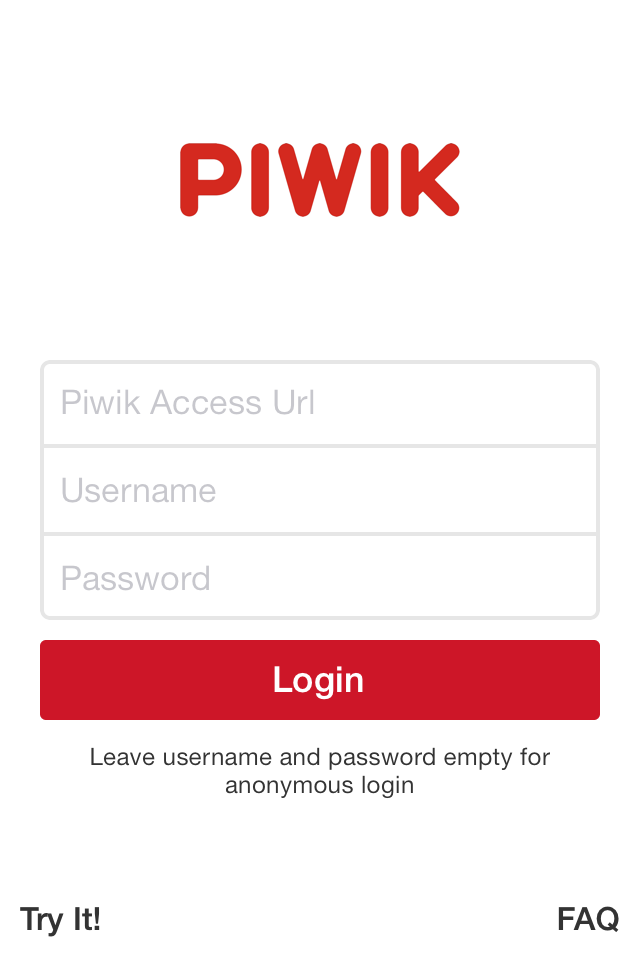 PIWIK
Piwik Access Url
Username
Password
Login
Leave username and password empty for
anonymous login
Try It!
FAQ